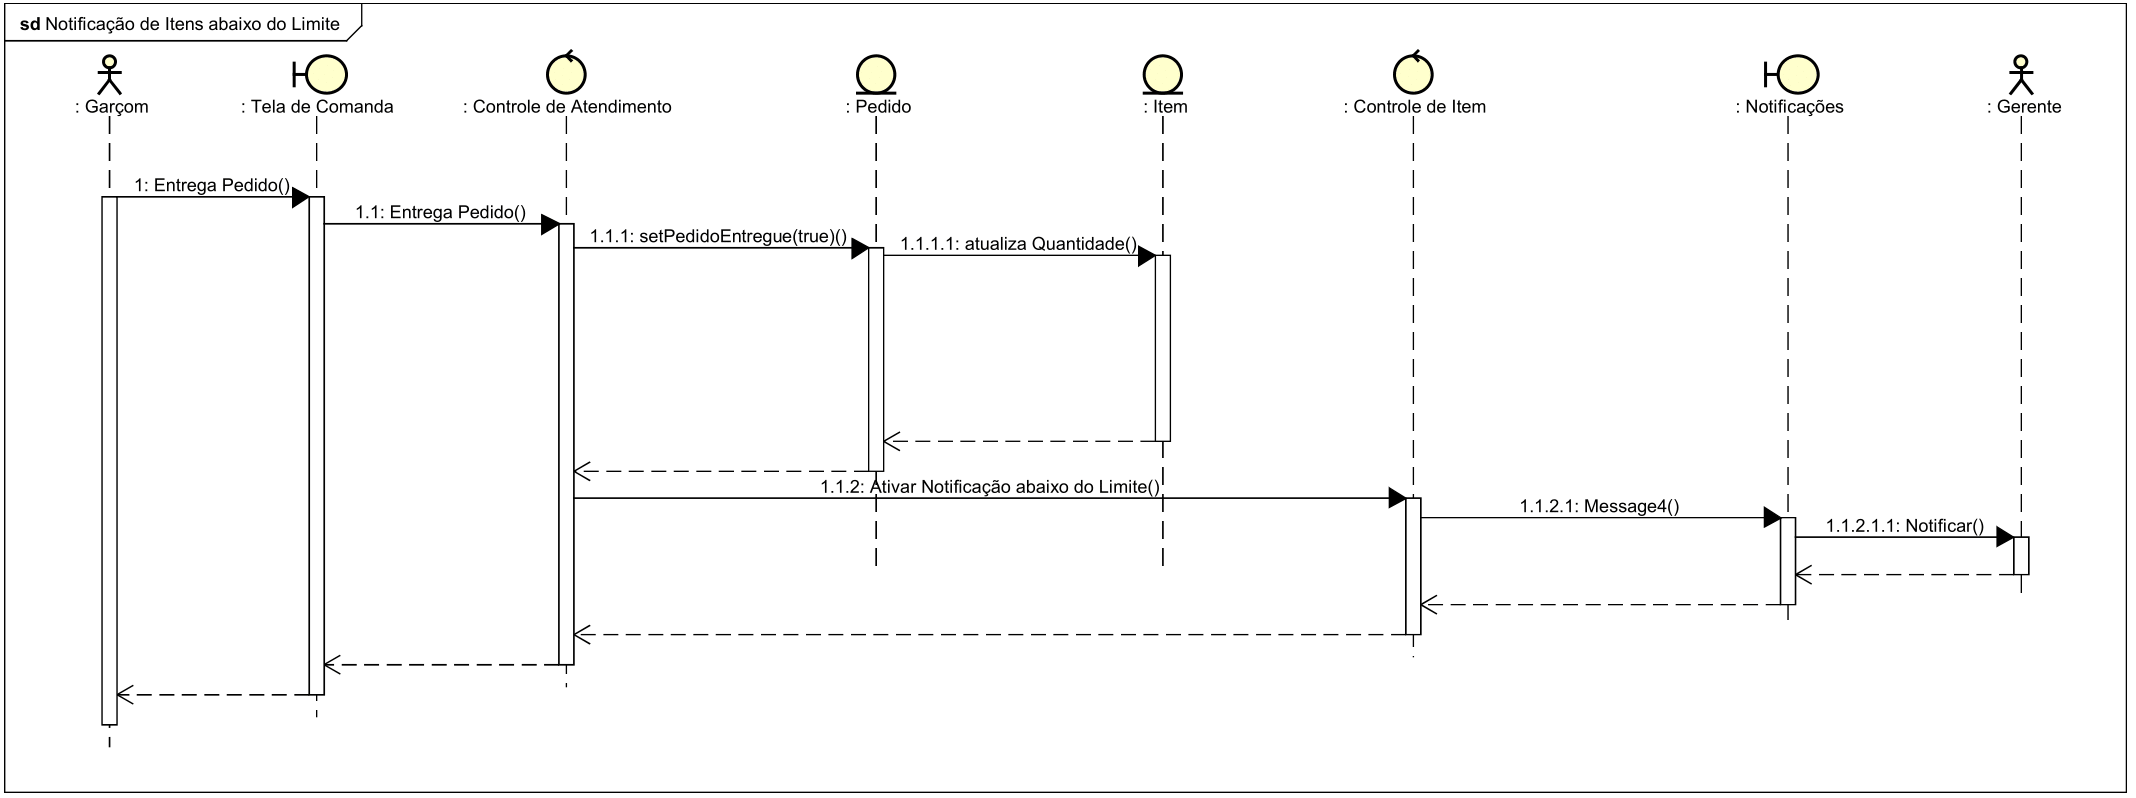 sd Notificação de Itens abaixo do Limite
: Garçom
: Tela de Comanda
: Controle de Atendimento
: Pedido
: Item
: Controle de Item
: Notificações
: Gerente
1: Entrega Pedido()
1.1: Entrega Pedido()
1.1.1: setPedidoEntregue(true)()
1.1.1.1: atualiza Quantidade()
1.1.2: Ativar Notificação abaixo do Limite()
1.1.2.1: Message4()
1.1.2.1.1: Notificar()